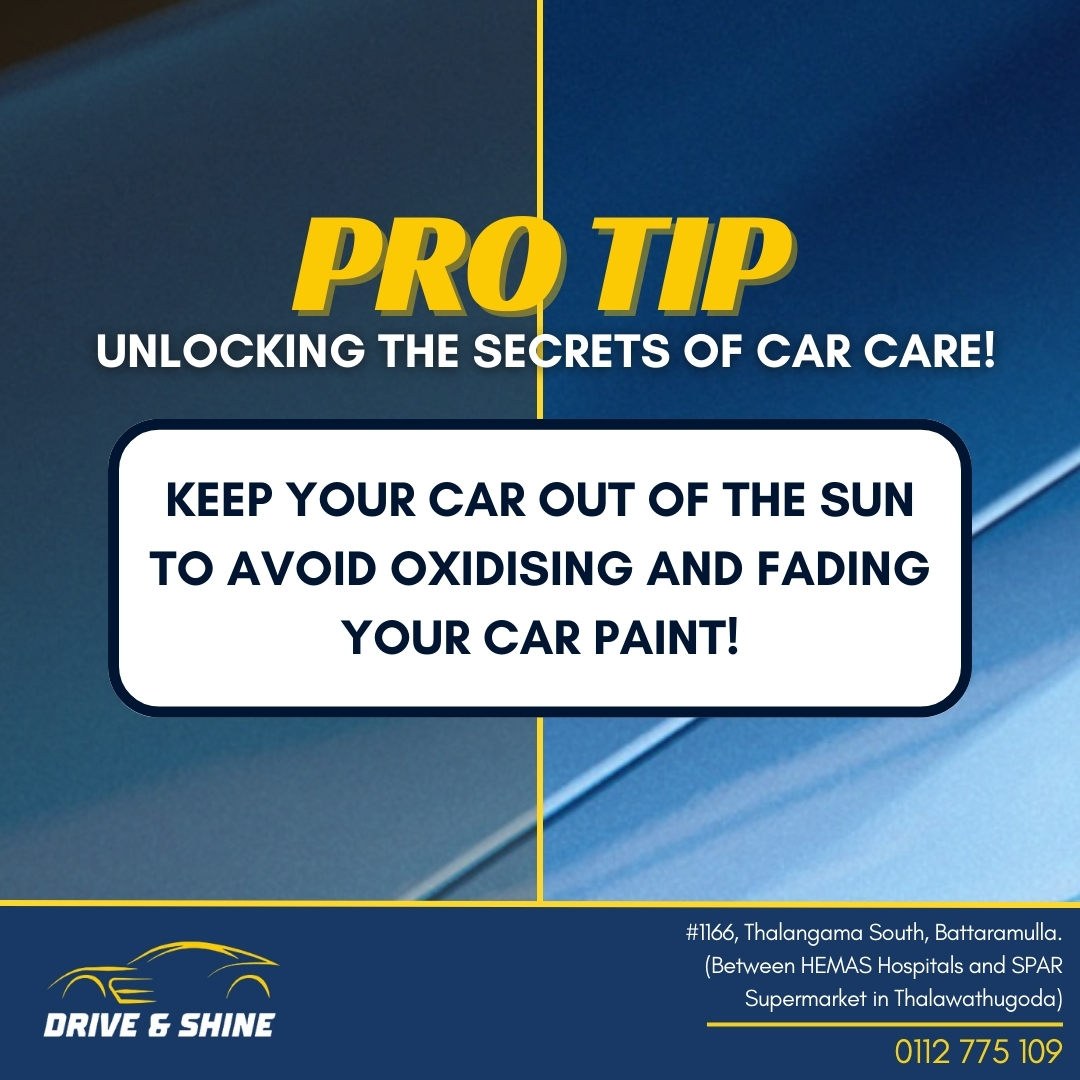 PRO TIP
UNLOCKING THE SECRETS OF CAR CARE!
KEEP YOUR CAR OUT OF THE SUN
TO AVOID OXIDISING AND FADING
YOUR CAR PAINT!
DRIVE & SHINE
#1166, Thalangama South, Battaramulla.
(Between HEMAS Hospitals and SPAR
Supermarket in Thalawathugoda)
0112 775 109